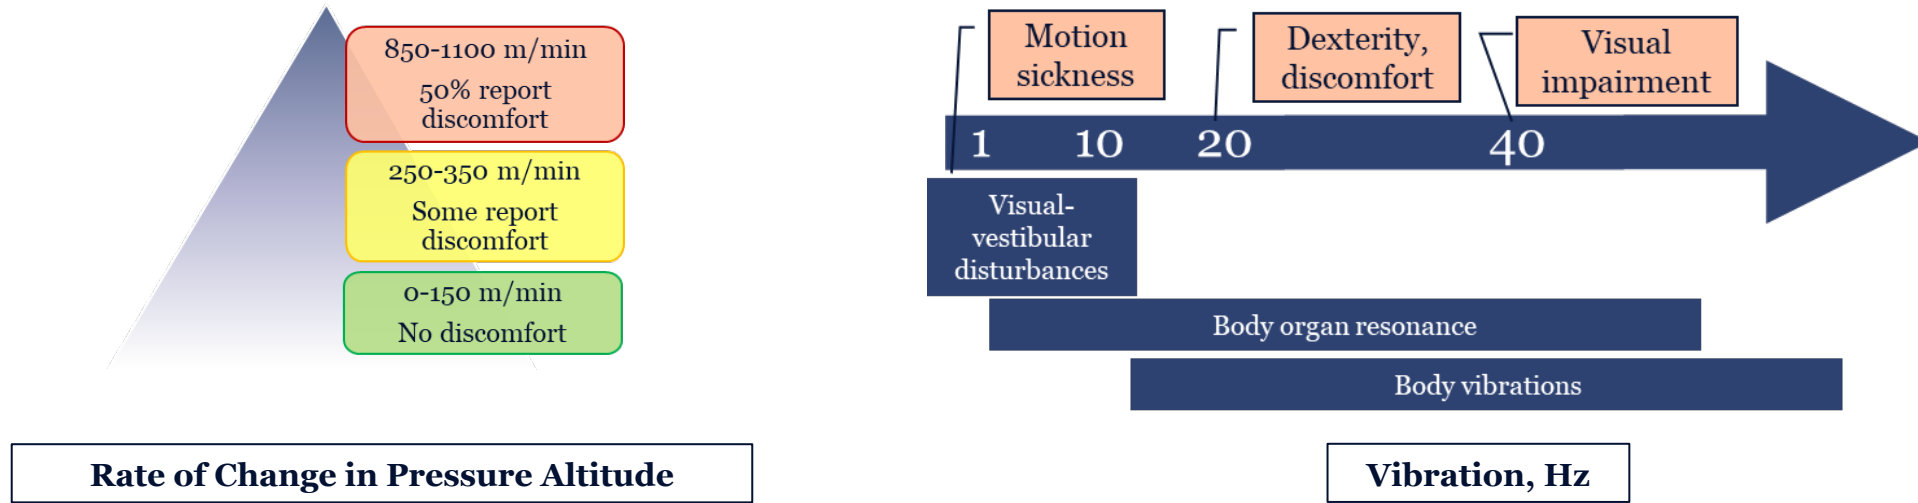 850-1100 m/min
50% report
discomfort
250-350 m/min
Some report
discomfort
0-150 m/min
No discomfort
Rate of Change in Pressure Altitude
Motion
sickness
Dexterity,
discomfort
Visual
impairment
1 10 20 40
Visual-
vestibular
disturbances
Body organ resonance
Body vibrations
Vibration, Hz